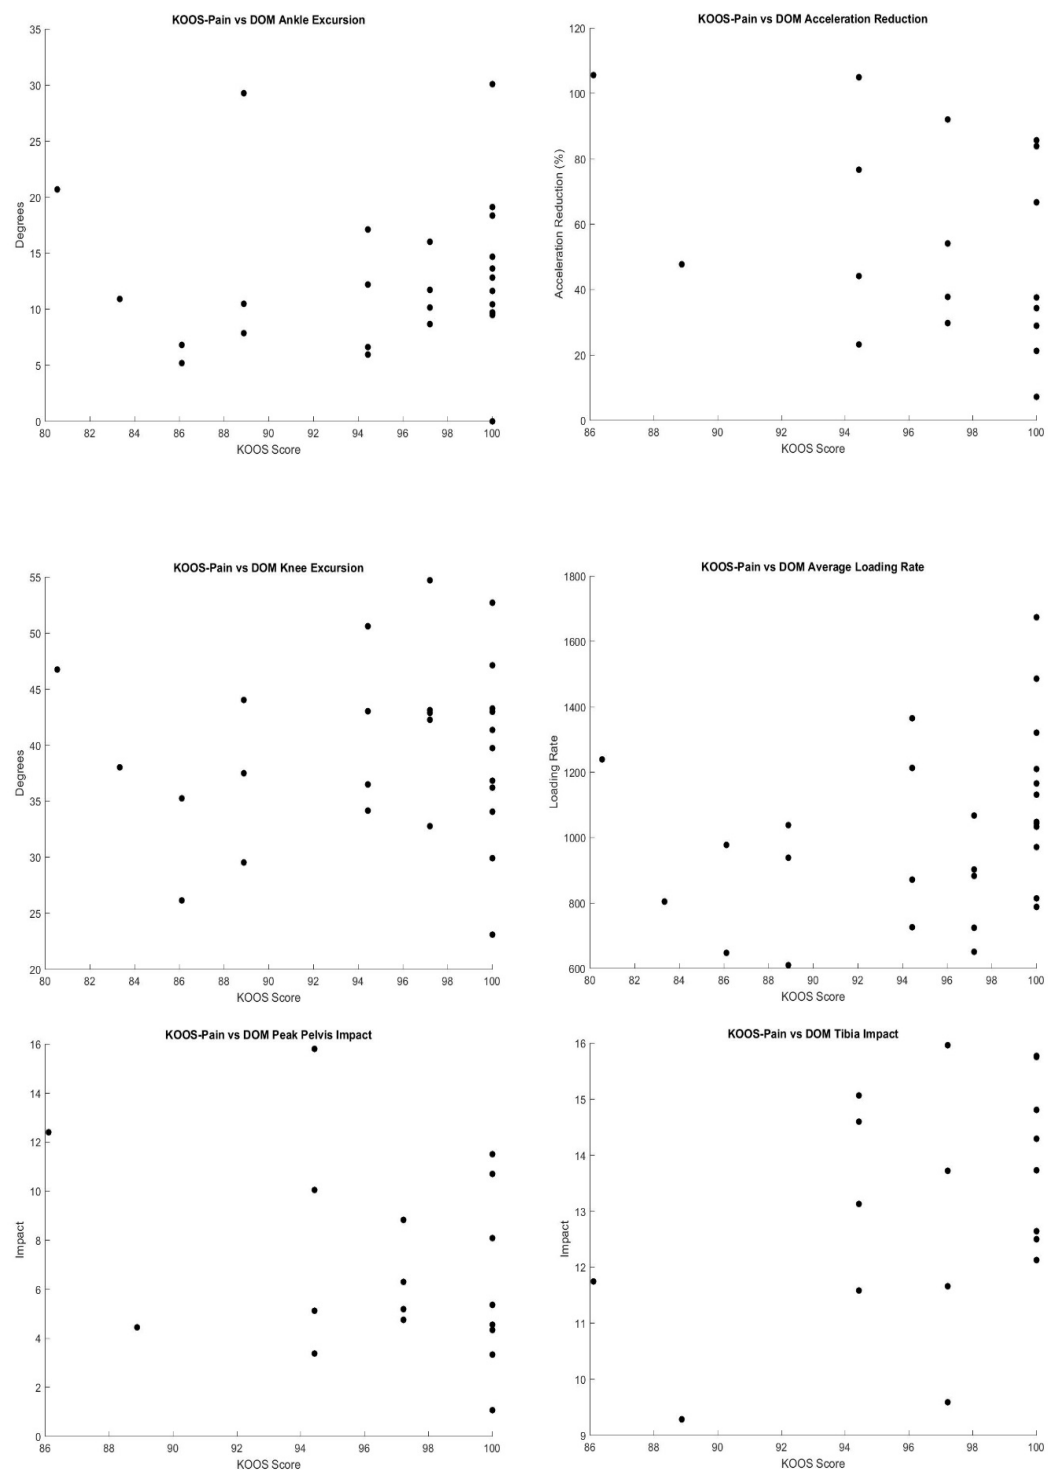 KOOS-Pain vs DOM Ankle Excursion
35
30
25
20
15
10
5
0
Degrees
80 82 84 86 88 90 92 94 96 98 100
KOOS Score
KOOS-Pain vs DOM Acceleration Reduction
120
100
80
60
40
20
0
Acceleration Reduction (%)
86 88 90 92 94 96 98 100
KOOS Score
KOOS-Pain vs DOM Knee Excursion
55
50
45
40
35
30
25
20
Degrees
80 82 84 86 88 90 92 94 96 98 100
KOOS Score
KOOS-Pain vs DOM Average Loading Rate
1800
1600
1400
1200
1000
800
600
Loading Rate
80 82 84 86 88 90 92 94 96 98 100
KOOS Score
KOOS-Pain vs DOM Peak Pelvis Impact
16
14
12
10
8
6
4
2
0
Impact
86 88 90 92 94 96 98 100
KOOS Score
KOOS-Pain vs DOM Tibia Impact
16
15
14
13
12
11
10
9
Impact
86 88 90 92 94 96 98 100
KOOS Score